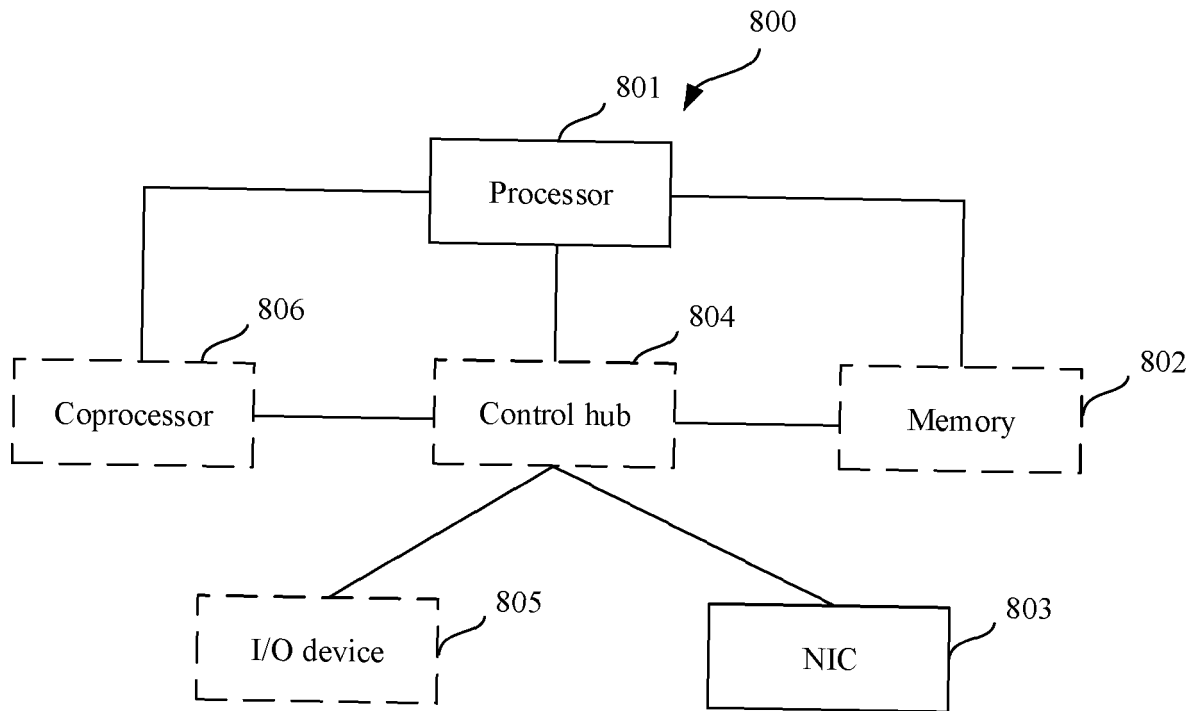 800
801
Processor
806
804
802
Coprocessor
Control hub
Memory
805
803
I/O device
NIC